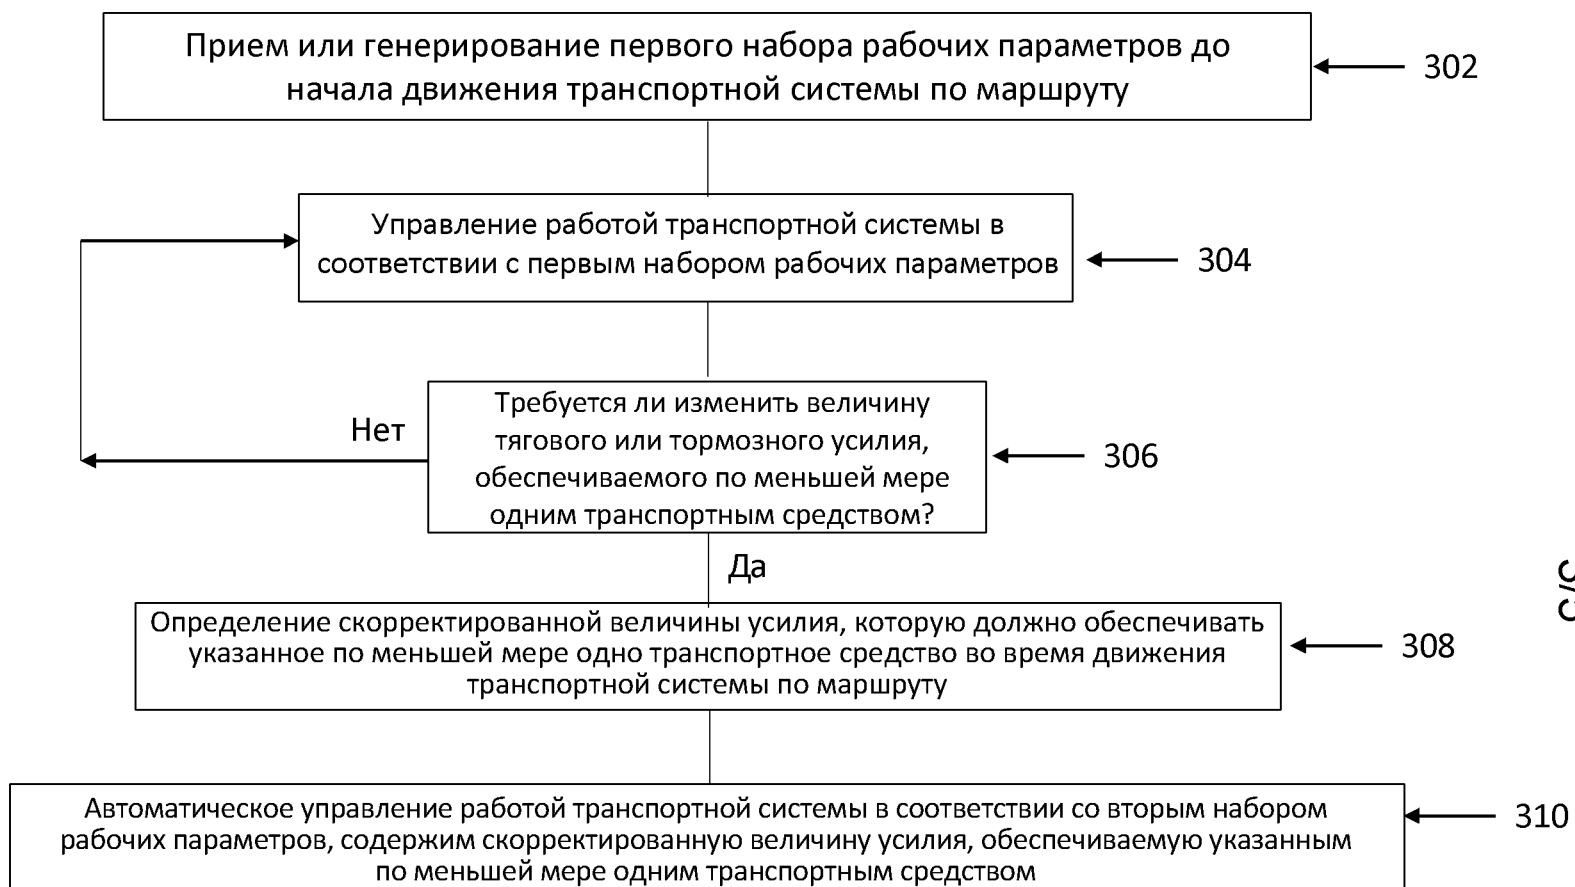 Прием или генерирование первого набора рабочих параметров до
начала движения транспортной системы по маршруту
302
Управление работой транспортной системы в
соответствии с первым набором рабочих параметров
304
Требуется ли изменить величину
тягового или тормозного усилия,
обеспечиваемого по меньшей мере
одним транспортным средством?
306
Нет
Да
Определение скорректированной величины усилия, которую должно обеспечивать
указанное по меньшей мере одно транспортное средство во время движения
транспортной системы по маршруту
308
Автоматическое управление работой транспортной системы в соответствии со вторым набором
рабочих параметров, содержим скорректированную величину усилия, обеспечиваемую указанным
по меньшей мере одним транспортным средством
310